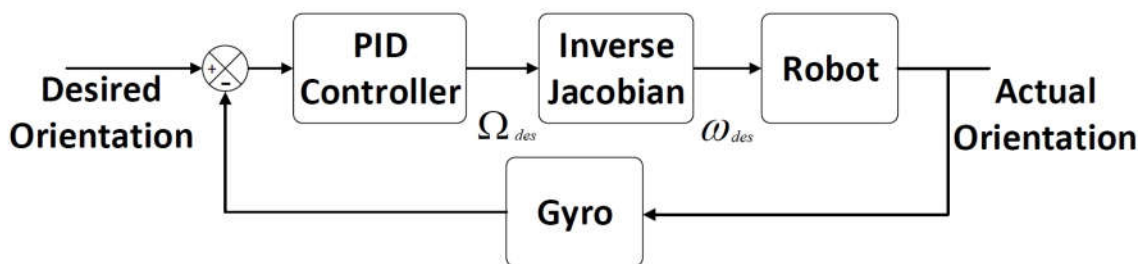 Desired
Orientation
+
-
PID
Controller
Ω des
Inverse
Jacobian
ω des
Robot
Actual
Orientation
Gyro